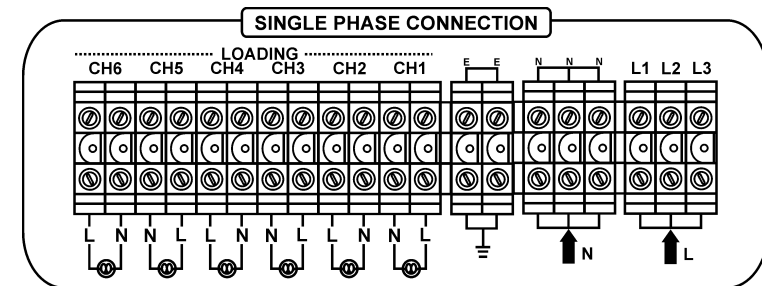 SINGLE PHASE CONNECTION
LOADING
CH6 CH5 CH4 CH3 CH2 CH1
E E
N N N
L1 L2 L3
L N N L L N N L L N N L
N
L